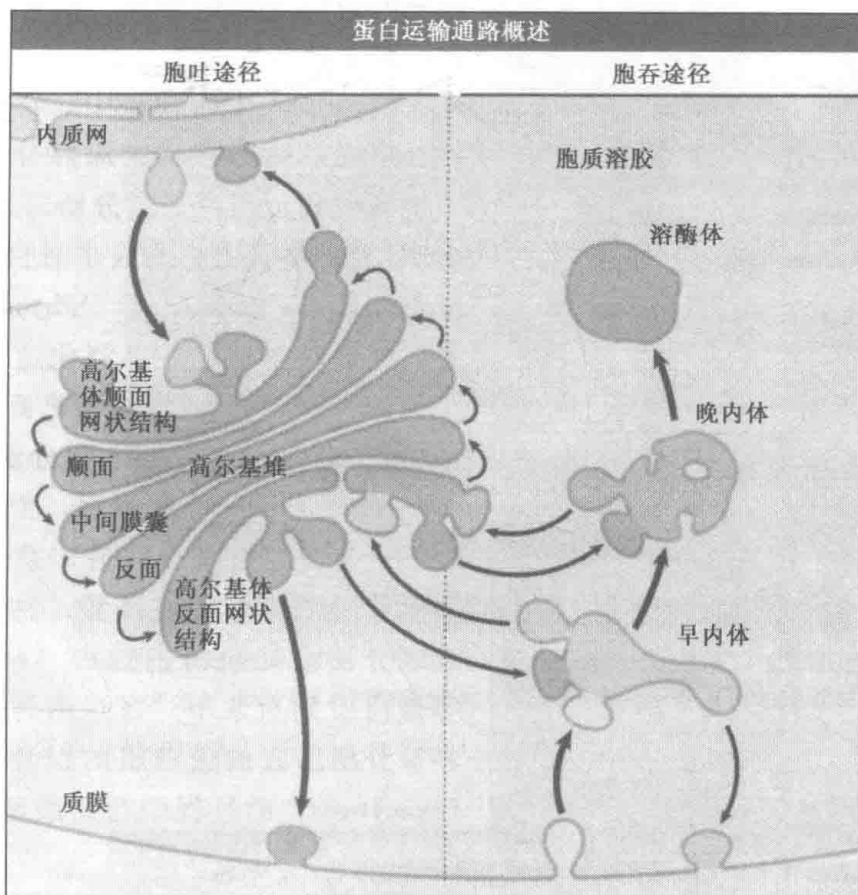 蛋白运输通路概述
胞吐途径
胞吞途径
内质网
胞质溶胶
溶酶体
高尔基
体顺面
网状结构
晚内体
顺面
高尔基堆
中间膜囊
反面
高尔基体
反面网状
结构
早内体
质膜